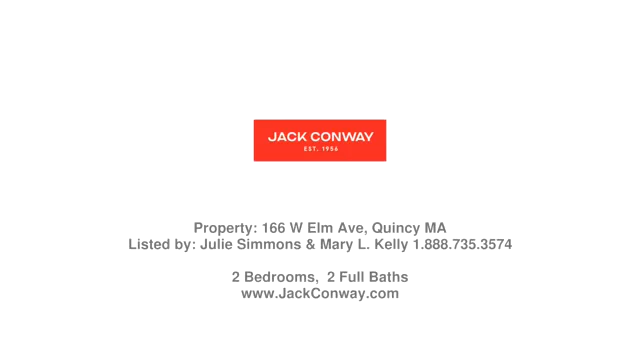 JACK CONWAY
EST. 1956
Property: 166 W Elm Ave, Quincy MA
Listed by: Julie Simmons & Mary L. Kelly 1.888.735.3574
2 Bedrooms,  2 Full Baths
www.JackConway.com